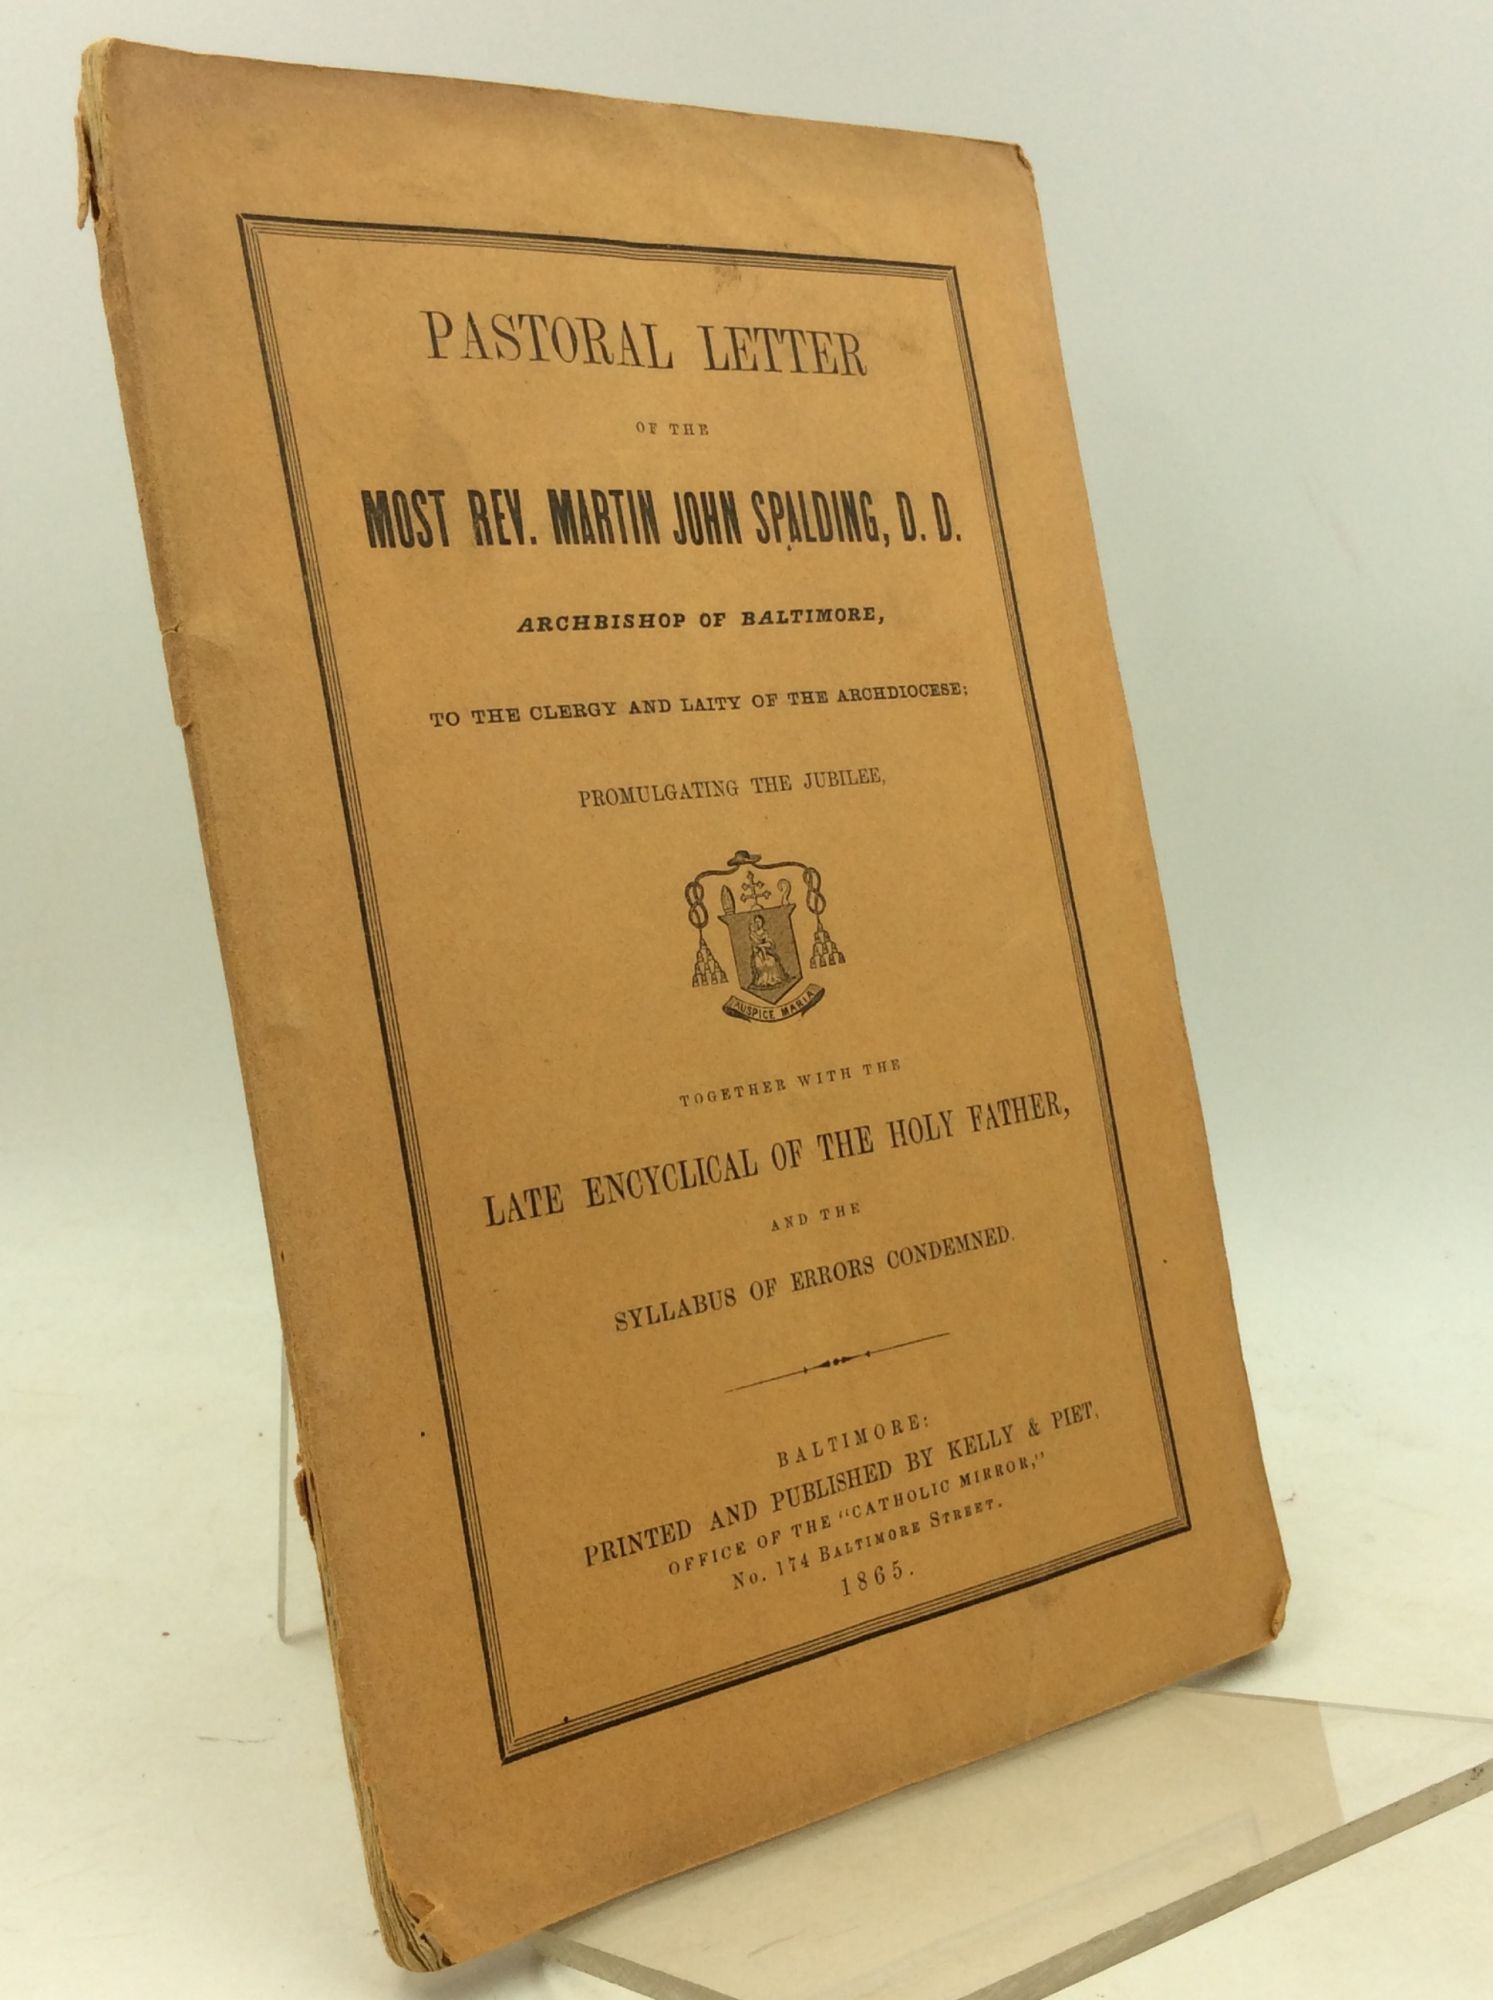 PASTORAL LETTER
OF THE
MOST REV. MARTIN JOHN SPALDING, D. D.
ARCHBISHOP OF BALTIMORE,
TO THE CLERGY AND LAITY OF THE ARCHDIOCESE;
PROMULGATING THE JUBILEE,
AUSPICE MARIA
TOGETHER WITH THE
LATE ENCYCLICAL OF THE HOLY FATHER,
AND THE
SYLLABUS OF ERRORS CONDEMNED.
BALTIMORE:
PRINTED AND PUBLISHED BY KELLY & PIET,
OFFICE OF THE "CATHOLIC MIRROR,"
No. 174 BALTIMORE STREET.
1865.